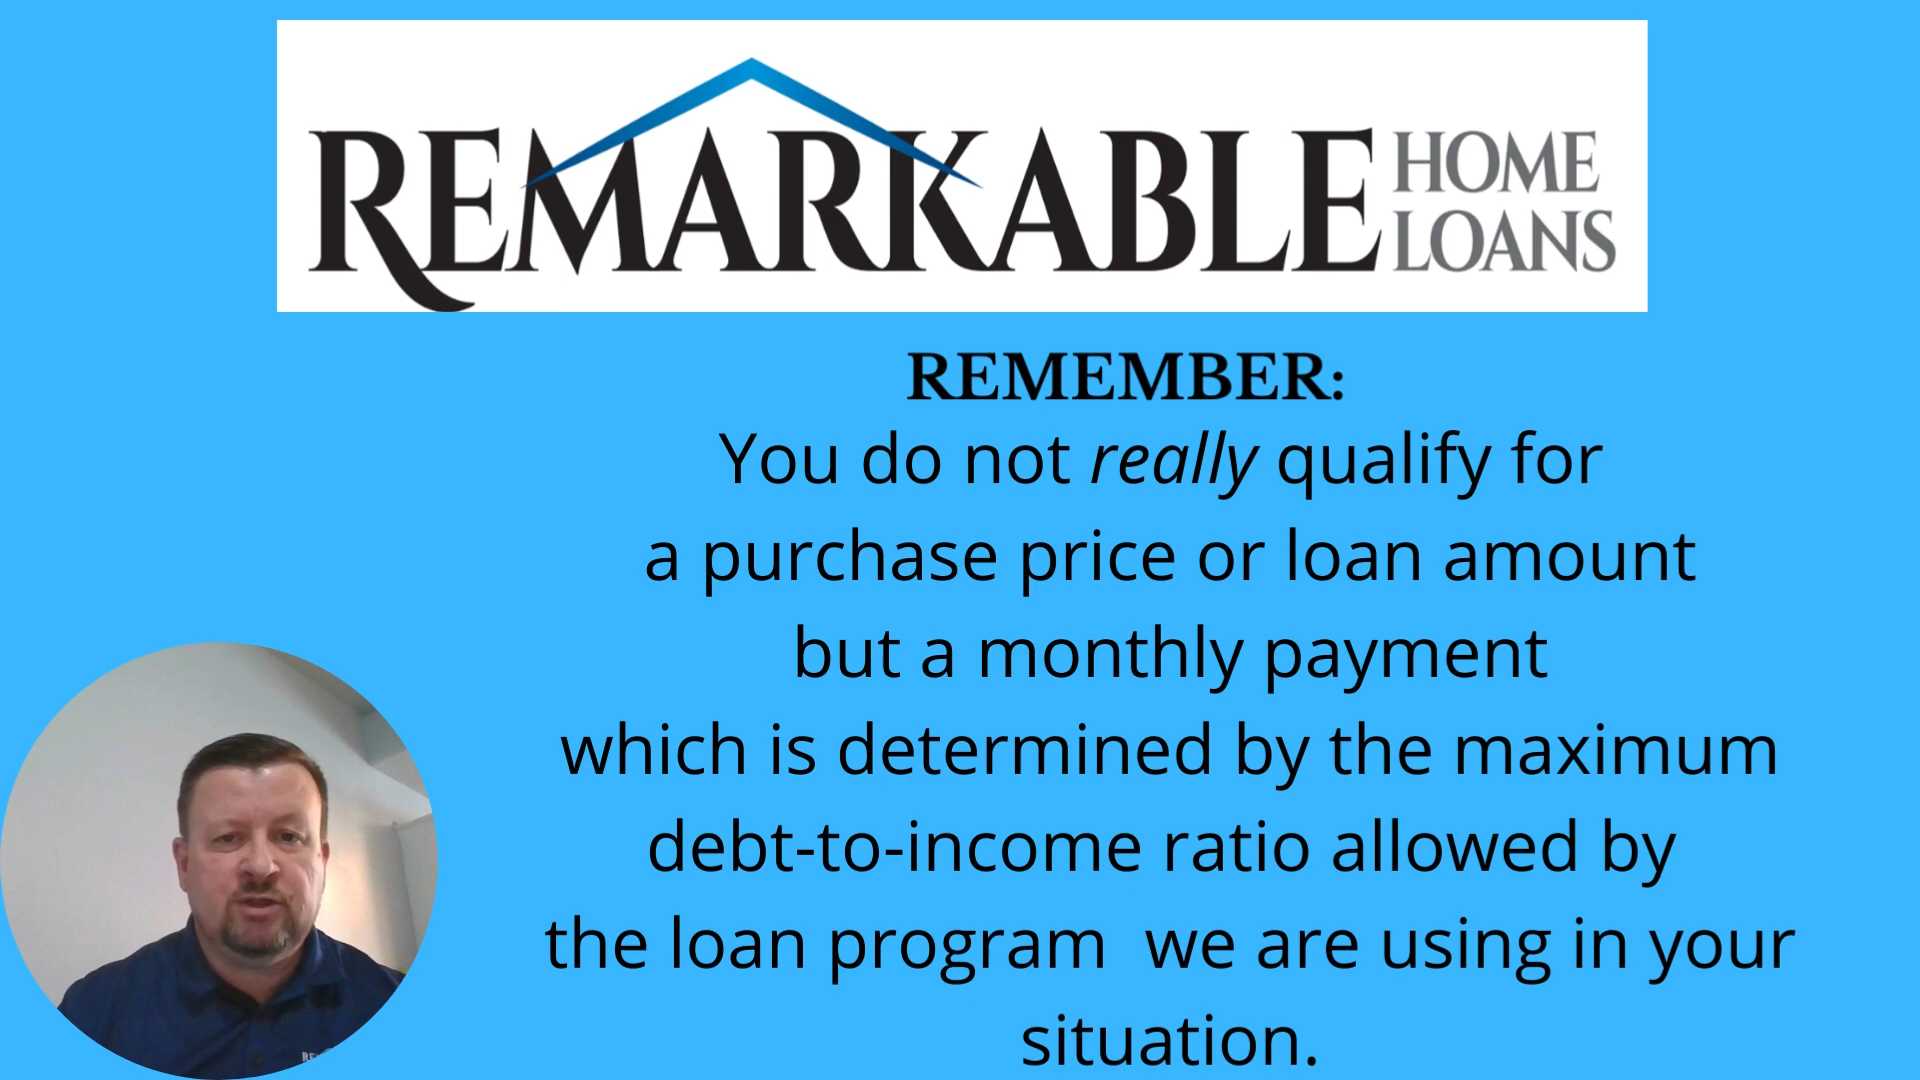 REMARKABLE HOME
LOANS
REMEMBER:
You do not really qualify for
a purchase price or loan amount
but a monthly payment
which is determined by the maximum
debt-to-income ratio allowed by
the loan program  we are using in your
situation.